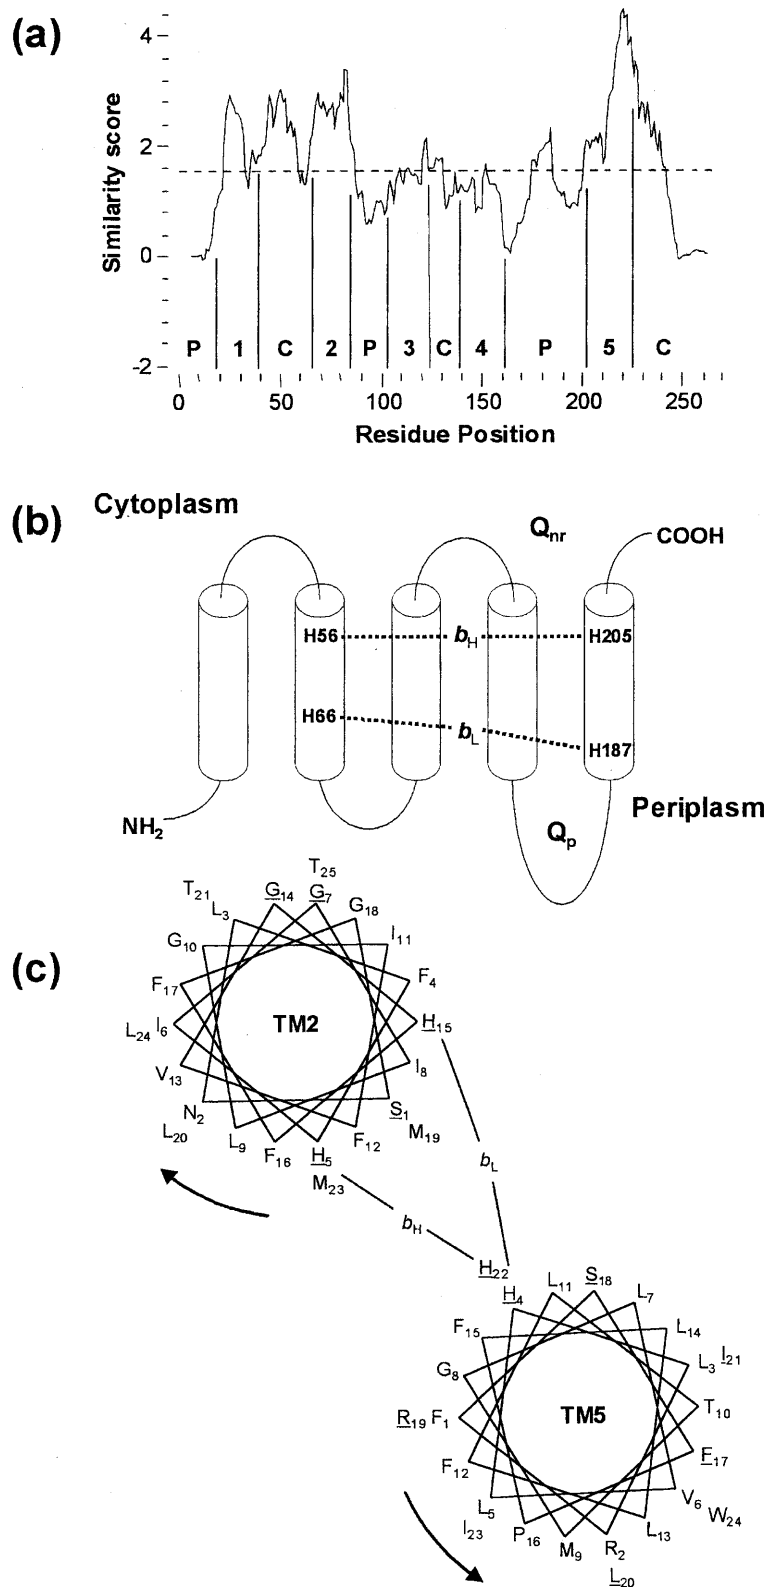 (a)
Similarity score
4
2
0
-2
P 1 C 2 P 3 C 4 P 5 C
0 50 100 150 200 250
Residue Position
(b)
Cytoplasm
Qnr
COOH
H56 bH H205
H66 bL H187
NH2
Periplasm
Qp
(c)
T25
T21 L3 G14 G7 G18
G10 I11
F17 F4
L24 I6 TM2 H15
V13 I8
N2 S1
L20 L9 F16 H5 F12 M19
M23
bL
bH
H22
H4 L11 S18 L7
F15 L14
G8 L3 I21
R19 F1 TM5 T10
F12 F17
L5 V6
I23 P16 M9 R2 L13 W24
L20